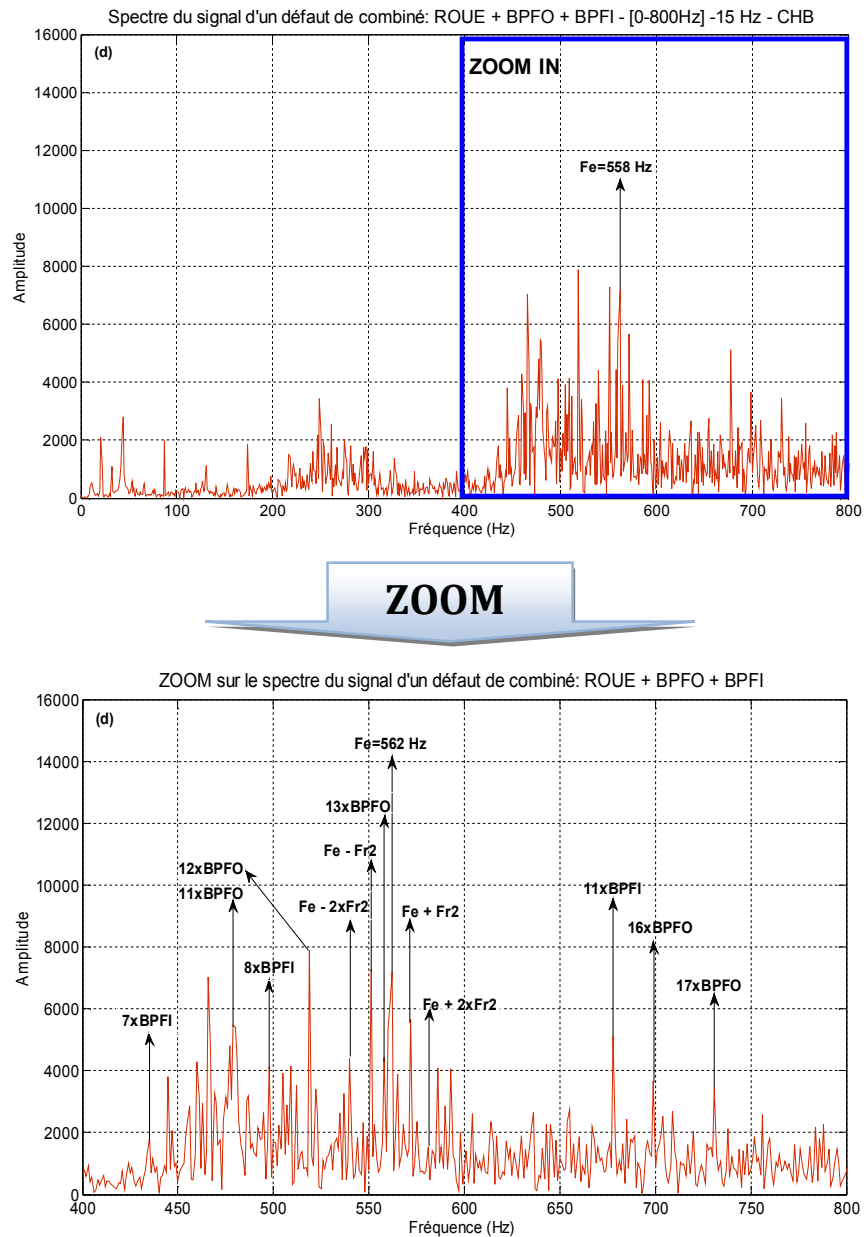 Spectre du signal d'un défaut de combiné: ROUE + BPFO + BPFI - [0-800Hz] -15 Hz - CHB
16000
(d)
ZOOM IN
14000
12000
Fe=558 Hz
10000
Amplitude
8000
6000
4000
2000
0
0 100 200 300 400 500 600 700 800
Fréquence (Hz)
ZOOM
ZOOM sur le spectre du signal d'un défaut de combiné: ROUE + BPFO + BPFI
16000
(d)
Fe=562 Hz
14000
13xBPFO
12000
Fe - Fr2
12xBPFO
11xBPFO
10000
Fe - 2xFr2
Fe + Fr2
11xBPFI
16xBPFO
Amplitude
8000
8xBPFI
17xBPFO
6000
7xBPFI
Fe + 2xFr2
4000
2000
0
400 450 500 550 600 650 700 750 800
Fréquence (Hz)